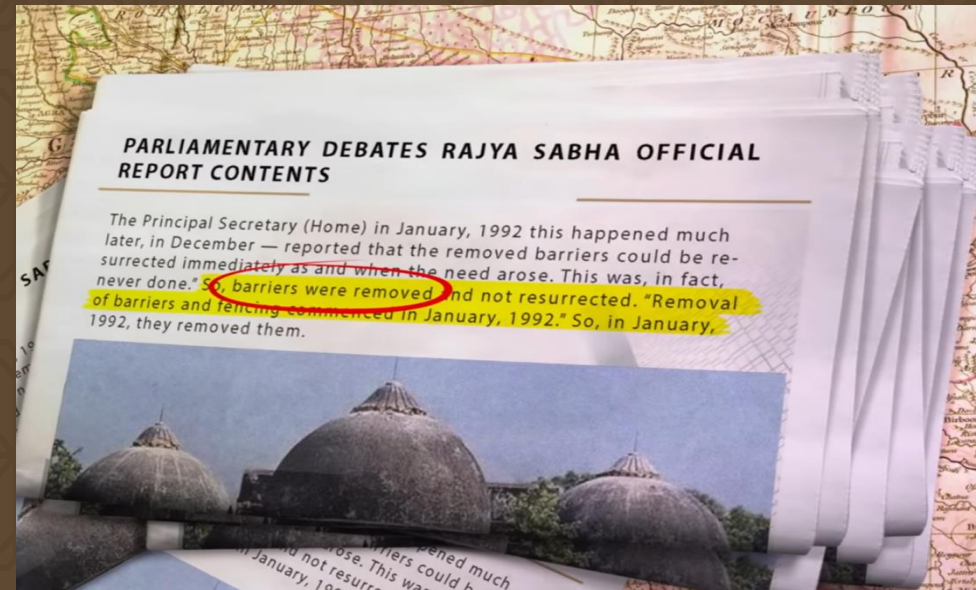 PARLIAMENTARY DEBATES RAJYA SABHA OFFICIAL
REPORT CONTENTS
The Principal Secretary (Home) in January, 1992 this happened much
later, in December — reported that the removed barriers could be re-
surrected immediately as and when the need arose. This was, in fact,
never done." So, barriers were removed and not resurrected. "Removal
of barriers and fencing commenced in January, 1992." So, in January,
1992, they removed them.